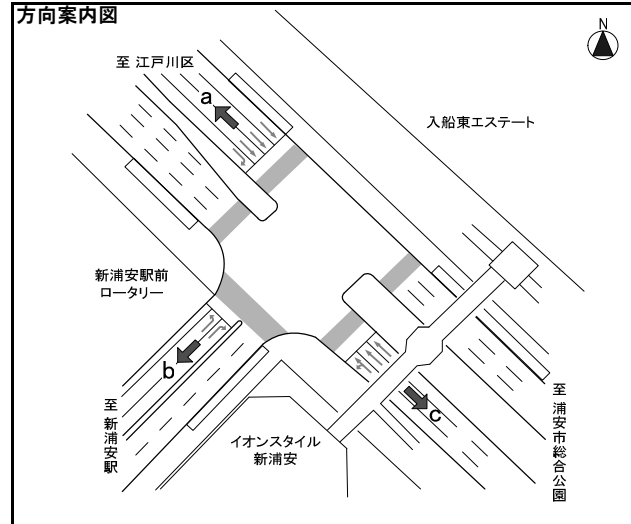 方向案内図
N
至 江戸川区
a
入船東エステート
新浦安駅前
ロータリー
b
至 新浦安駅
イオンスタイル
新浦安
c
至 浦安市総合公園